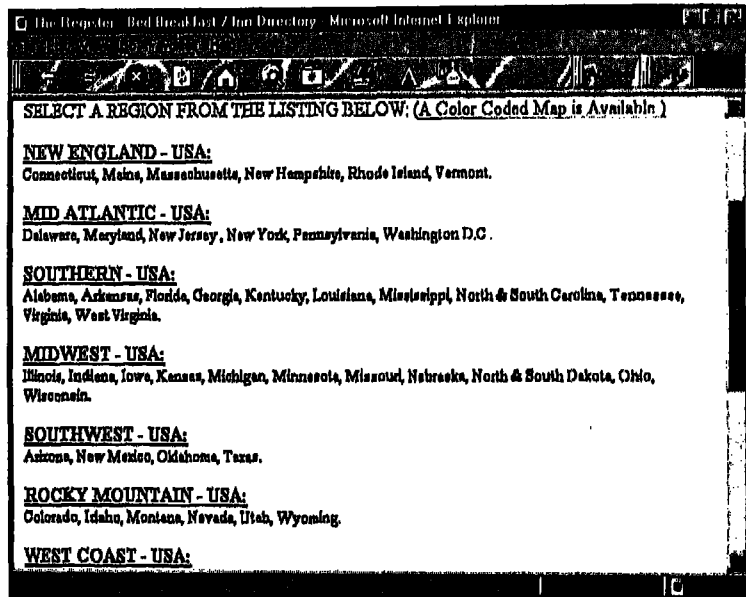 The Register - Bed Breakfast / Inn Directory - Microsoft Internet Explorer
SELECT A REGION FROM THE LISTING BELOW: (A Color Coded Map is Available )
NEW ENGLAND - USA:
Connecticut, Maine, Massachusetts, New Hampshire, Rhode Island, Vermont.
MID ATLANTIC - USA:
Delaware, Maryland, New Jersey, New York, Pennsylvania, Washington D.C.
SOUTHERN - USA:
Alabama, Arkansas, Florida, Georgia, Kentucky, Louisiana, Mississippi, North & South Carolina, Tennessee,
Virginia, West Virginia.
MIDWEST - USA:
Illinois, Indiana, Iowa, Kansas, Michigan, Minnesota, Missouri, Nebraska, North & South Dakota, Ohio,
Wisconsin.
SOUTHWEST - USA:
Arizona, New Mexico, Oklahoma, Texas.
ROCKY MOUNTAIN - USA:
Colorado, Idaho, Montana, Nevada, Utah, Wyoming.
WEST COAST - USA: